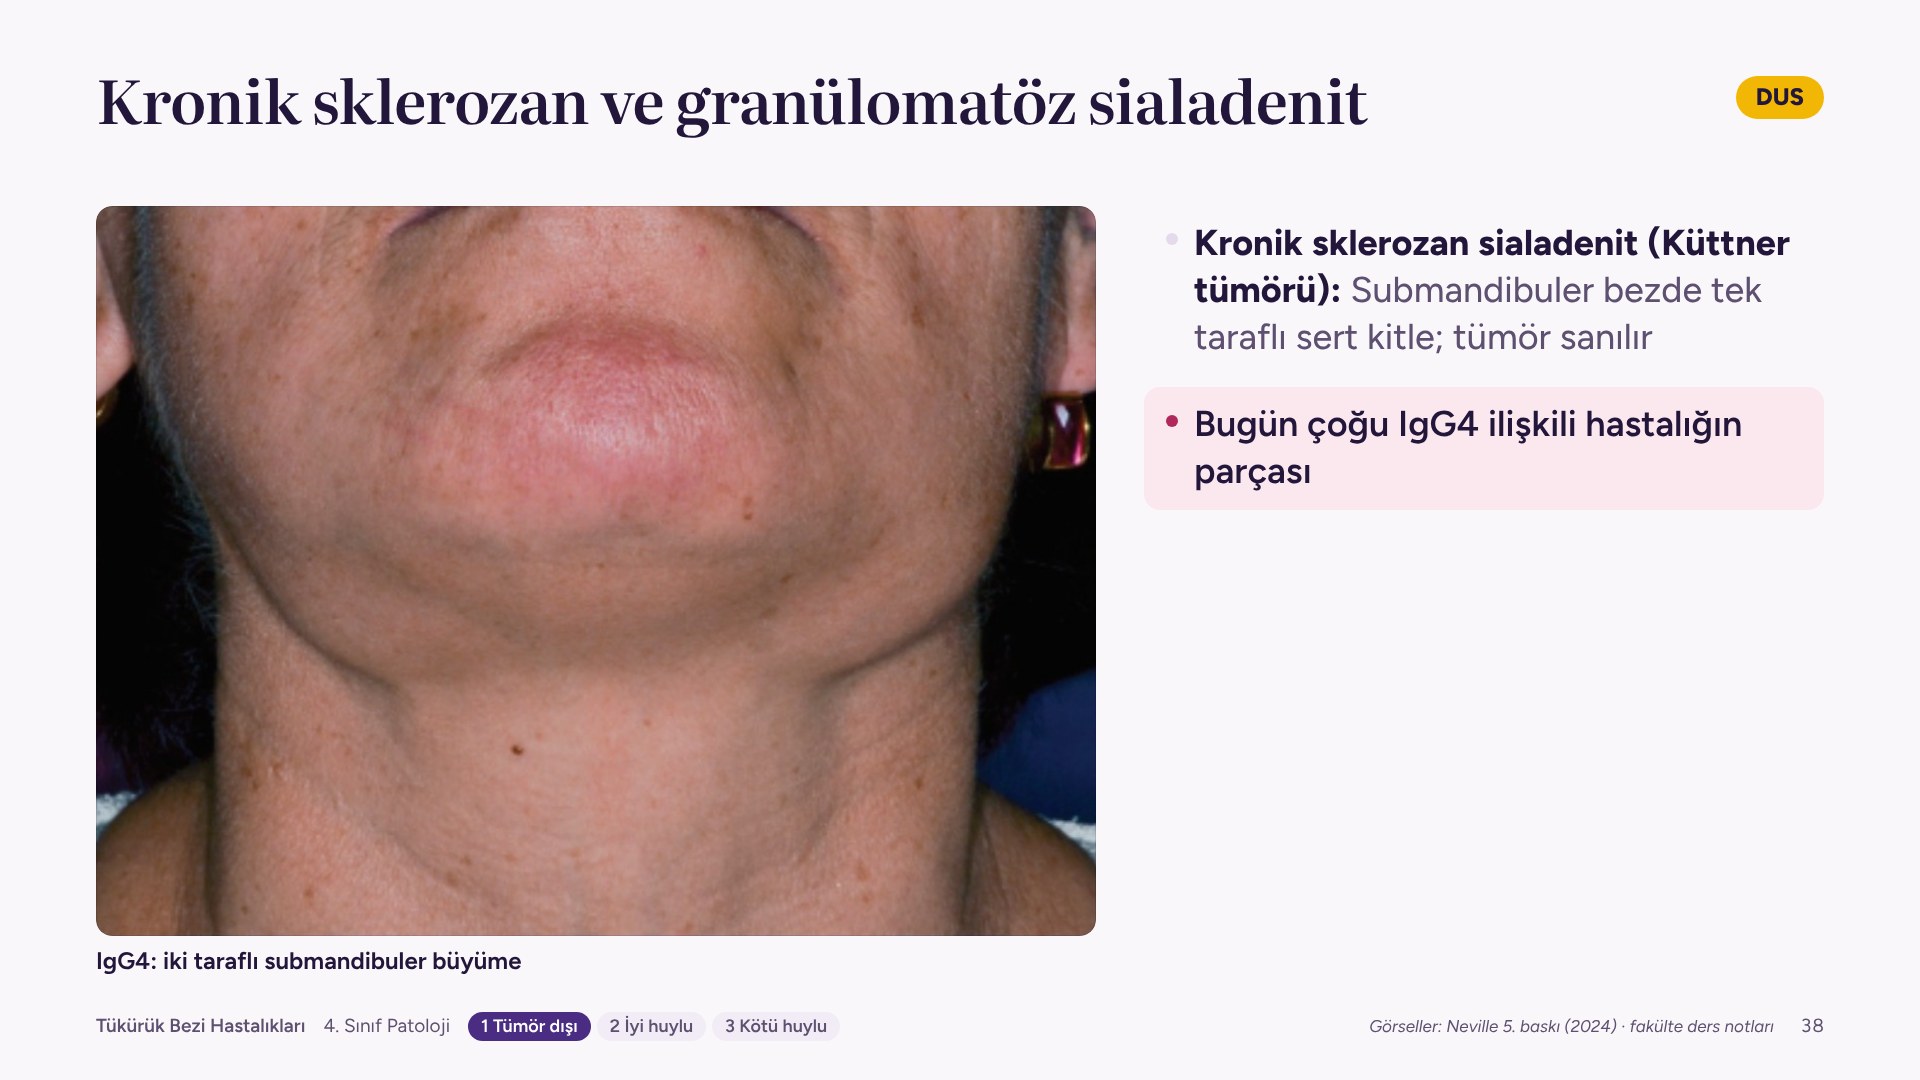 Kronik sklerozan ve granülomatöz sialadenit
DUS
Kronik sklerozan sialadenit (Küttner
tümörü): Submandibuler bezde tek
taraflı sert kitle; tümör sanılır
Bugün çoğu IgG4 ilişkili hastalığın
parçası
IgG4: iki taraflı submandibuler büyüme
Tükürük Bezi Hastalıkları 4. Sınıf Patoloji 1 Tümör dışı 2 İyi huylu 3 Kötü huylu
Görseller: Neville 5. baskı (2024) · fakülte ders notları 38